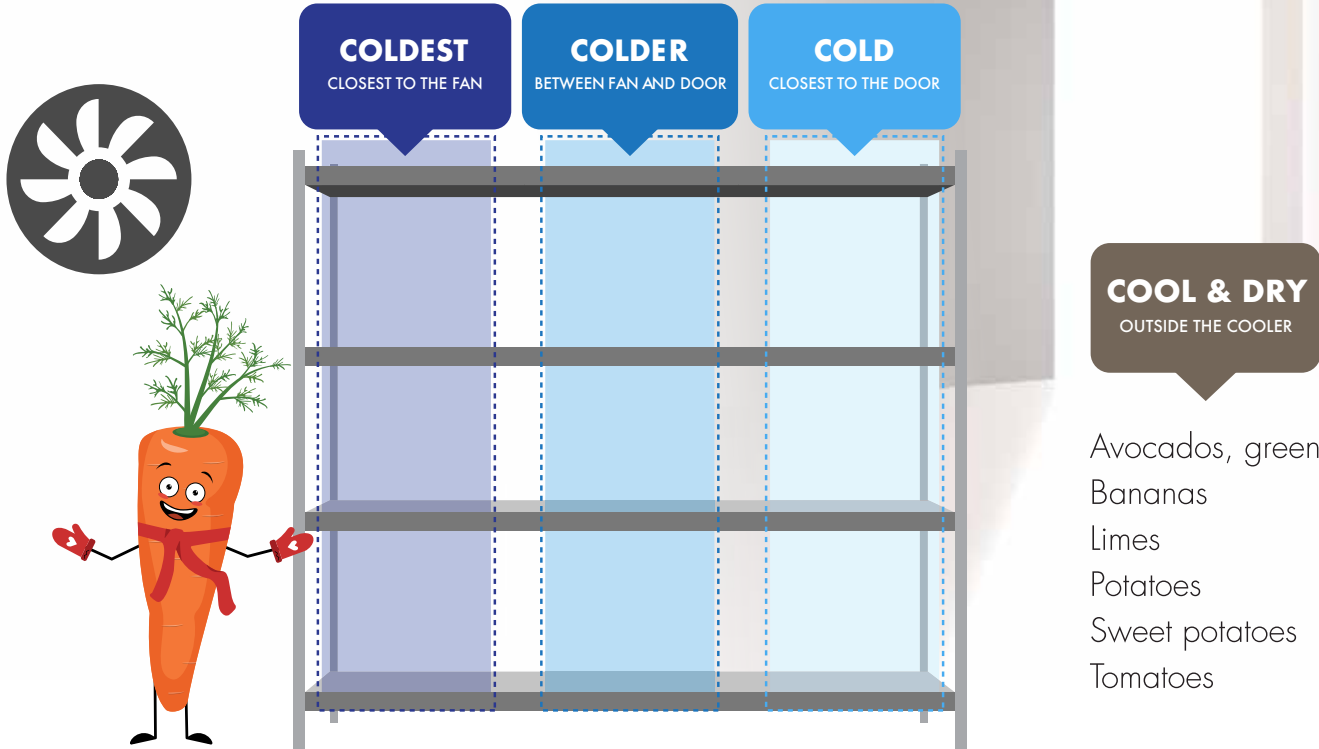 COLDEST
CLOSEST TO THE FAN
COLDER
BETWEEN FAN AND DOOR
COLD
CLOSEST TO THE DOOR
COOL & DRY
OUTSIDE THE COOLER
Avocados, green
Bananas
Limes
Potatoes
Sweet potatoes
Tomatoes